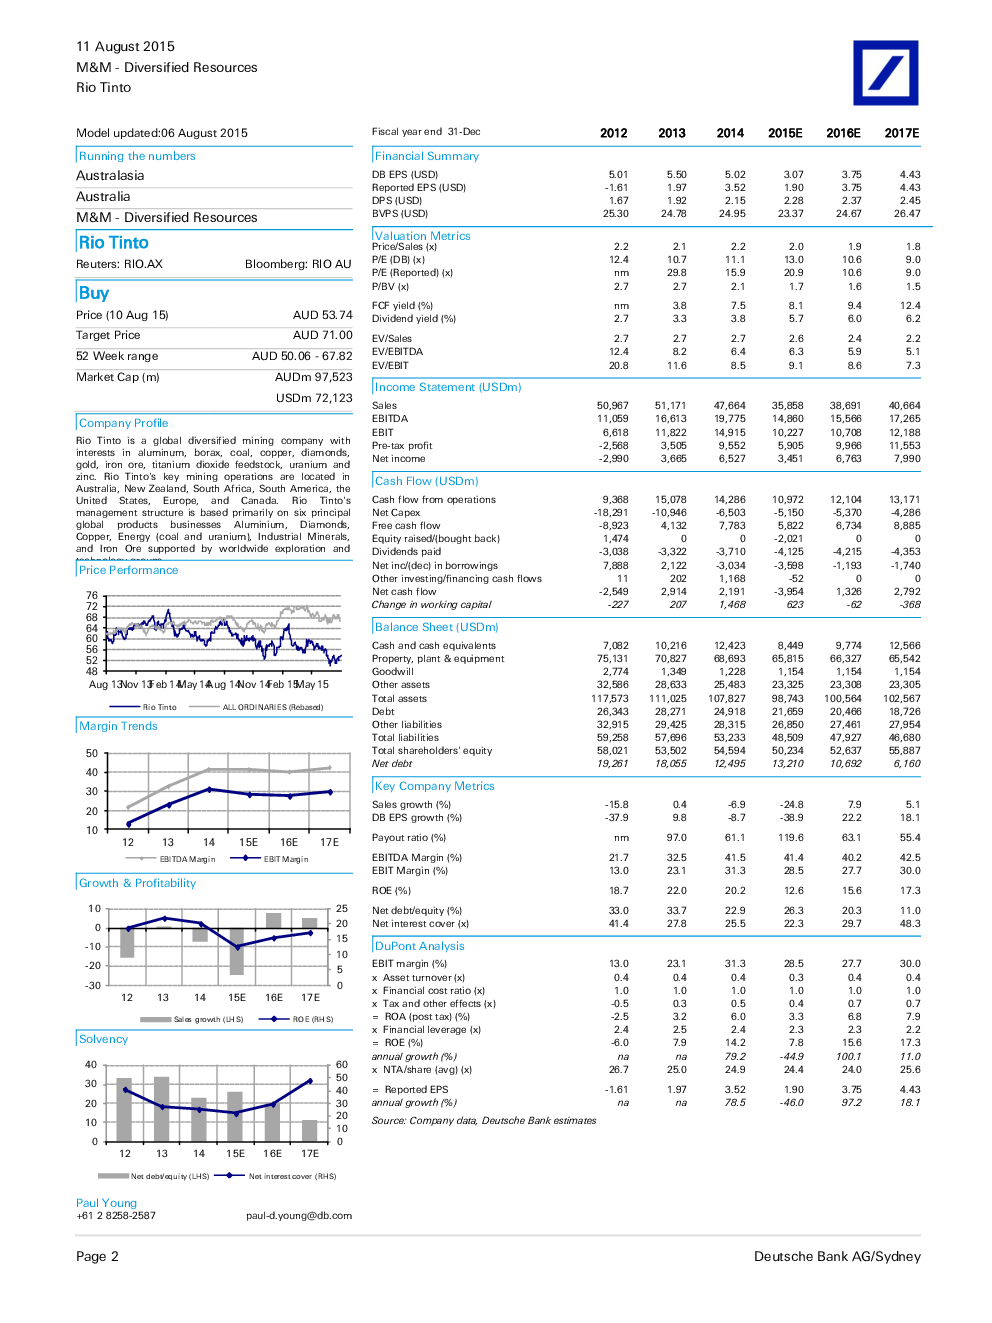 11 August 2015
M&M - Diversified Resources
Rio Tinto
Model updated:06 August 2015
Running the numbers
Australasia
Australia
M&M - Diversified Resources
Rio Tinto
Reuters: RIO.AX Bloomberg: RIO AU
Buy
Price (10 Aug 15) AUD 53.74
Target Price AUD 71.00
52 Week range AUD 50.06 - 67.82
Market Cap (m) AUDm 97,523
USDm 72,123
Company Profile
Rio Tinto is a global diversified mining company with
interests in aluminum, borax, coal, copper, diamonds,
gold, iron ore, titanium dioxide feedstock, uranium and
zinc. Rio Tinto's key mining operations are located in
Australia, New Zealand, South Africa, South America, the
United States, Europe, and Canada. Rio Tinto's
management structure is based primarily on six principal
global products businesses Aluminium, Diamonds,
Copper, Energy (coal and uranium), Industrial Minerals,
and Iron Ore supported by worldwide exploration and
Price Performance
76
72
68
64
60
56
52
48
Aug 13 Nov 13 Feb 14 May 14 Aug 14 Nov 14 Feb 15 May 15
Rio Tinto ALL ORDINARIES (Rebased)
Margin Trends
50
40
30
20
10
12 13 14 15E 16E 17E
EBITDA Margin EBIT Margin
Growth & Profitability
10 25
0 20
-10 15
10
-20 5
-30 0
12 13 14 15E 16E 17E
Sales growth (LHS) ROE (RHS)
Solvency
40 60
50
30 40
20 30
20
10 10
0 0
12 13 14 15E 16E 17E
Net debt/equity (LHS) Net interest cover (RHS)
Paul Young
+61 2 8258-2587 paul-d.young@db.com
Fiscal year end 31-Dec 2012 2013 2014 2015E 2016E 2017E
Financial Summary
DB EPS (USD) 5.01 5.50 5.02 3.07 3.75 4.43
Reported EPS (USD) -1.61 1.97 3.52 1.90 3.75 4.43
DPS (USD) 1.67 1.92 2.15 2.28 2.37 2.45
BVPS (USD) 25.30 24.78 24.95 23.37 24.67 26.47
Valuation Metrics
Price/Sales (x) 2.2 2.1 2.2 2.0 1.9 1.8
P/E (DB) (x) 12.4 10.7 11.1 13.0 10.6 9.0
P/E (Reported) (x) nm 29.8 15.9 20.9 10.6 9.0
P/BV (x) 2.7 2.7 2.1 1.7 1.6 1.5
FCF yield (%) nm 3.8 7.5 8.1 9.4 12.4
Dividend yield (%) 2.7 3.3 3.8 5.7 6.0 6.2
EV/Sales 2.7 2.7 2.7 2.6 2.4 2.2
EV/EBITDA 12.4 8.2 6.4 6.3 5.9 5.1
EV/EBIT 20.8 11.6 8.5 9.1 8.6 7.3
Income Statement (USDm)
Sales 50,967 51,171 47,664 35,858 38,691 40,664
EBITDA 11,059 16,613 19,775 14,860 15,566 17,265
EBIT 6,618 11,822 14,915 10,227 10,708 12,188
Pre-tax profit -2,568 3,505 9,552 5,905 9,966 11,553
Net income -2,990 3,665 6,527 3,451 6,763 7,990
Cash Flow (USDm)
Cash flow from operations 9,368 15,078 14,286 10,972 12,104 13,171
Net Capex -18,291 -10,946 -6,503 -5,150 -5,370 -4,286
Free cash flow -8,923 4,132 7,783 5,822 6,734 8,885
Equity raised/(bought back) 1,474 0 0 -2,021 0 0
Dividends paid -3,038 -3,322 -3,710 -4,125 -4,215 -4,353
Net inc/(dec) in borrowings 7,888 2,122 -3,034 -3,598 -1,193 -1,740
Other investing/financing cash flows 11 202 1,168 -52 0 0
Net cash flow -2,549 2,914 2,191 -3,954 1,326 2,792
Change in working capital -227 207 1,468 623 -62 -368
Balance Sheet (USDm)
Cash and cash equivalents 7,082 10,216 12,423 8,449 9,774 12,566
Property, plant & equipment 75,131 70,827 68,693 65,815 66,327 65,542
Goodwill 2,774 1,349 1,228 1,154 1,154 1,154
Other assets 32,586 28,633 25,483 23,325 23,308 23,305
Total assets 117,573 111,025 107,827 98,743 100,564 102,567
Debt 26,343 28,271 24,918 21,659 20,466 18,726
Other liabilities 32,915 29,425 28,315 26,850 27,461 27,954
Total liabilities 59,258 57,696 53,233 48,509 47,927 46,680
Total shareholders' equity 58,021 53,502 54,594 50,234 52,637 55,887
Net debt 19,261 18,055 12,495 13,210 10,692 6,160
Key Company Metrics
Sales growth (%) -15.8 0.4 -6.9 -24.8 7.9 5.1
DB EPS growth (%) -37.9 9.8 -8.7 -38.9 22.2 18.1
Payout ratio (%) nm 97.0 61.1 119.6 63.1 55.4
EBITDA Margin (%) 21.7 32.5 41.5 41.4 40.2 42.5
EBIT Margin (%) 13.0 23.1 31.3 28.5 27.7 30.0
ROE (%) 18.7 22.0 20.2 12.6 15.6 17.3
Net debt/equity (%) 33.0 33.7 22.9 26.3 20.3 11.0
Net interest cover (x) 41.4 27.8 25.5 22.3 29.7 48.3
DuPont Analysis
EBIT margin (%) 13.0 23.1 31.3 28.5 27.7 30.0
x Asset turnover (x) 0.4 0.4 0.4 0.3 0.4 0.4
x Financial cost ratio (x) 1.0 1.0 1.0 1.0 1.0 1.0
x Tax and other effects (x) -0.5 0.3 0.5 0.4 0.7 0.7
= ROA (post tax) (%) -2.5 3.2 6.0 3.3 6.8 7.9
x Financial leverage (x) 2.4 2.5 2.4 2.3 2.3 2.2
= ROE (%) -6.0 7.9 14.2 7.8 15.6 17.3
annual growth (%) na na 79.2 -44.9 100.1 11.0
x NTA/share (avg) (x) 26.7 25.0 24.9 24.4 24.0 25.6
= Reported EPS -1.61 1.97 3.52 1.90 3.75 4.43
annual growth (%) na na 78.5 -46.0 97.2 18.1
Source: Company data, Deutsche Bank estimates
Page 2 Deutsche Bank AG/Sydney